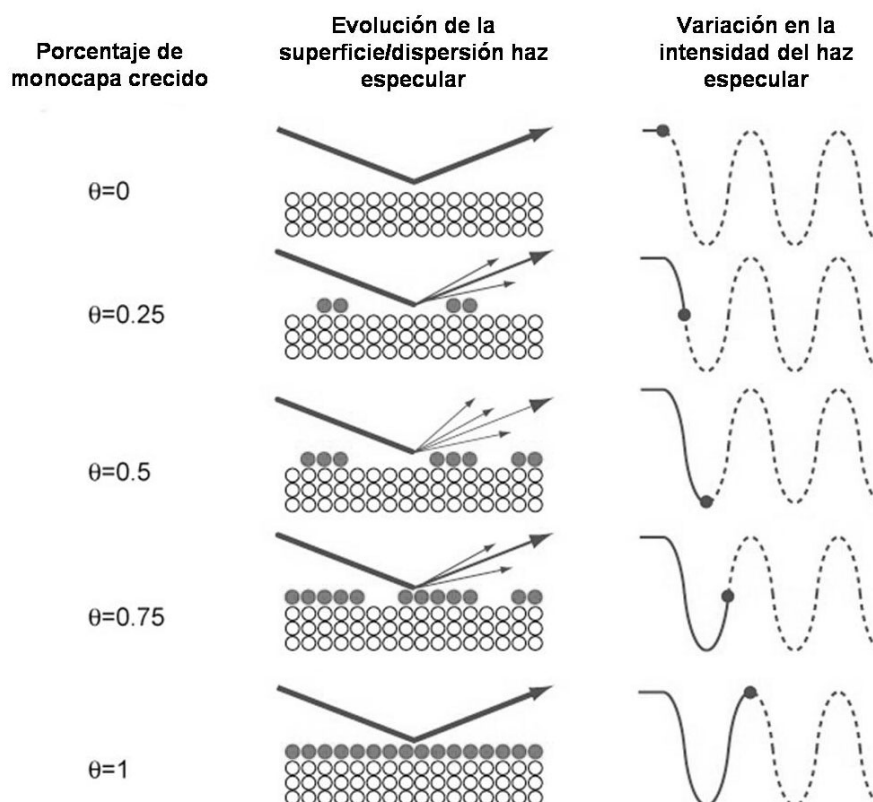 Porcentaje de
monocapa crecido
Evolución de la
superficie/dispersión haz
especular
Variación en la
intensidad del haz
especular
θ=0
θ=0.25
θ=0.5
θ=0.75
θ=1